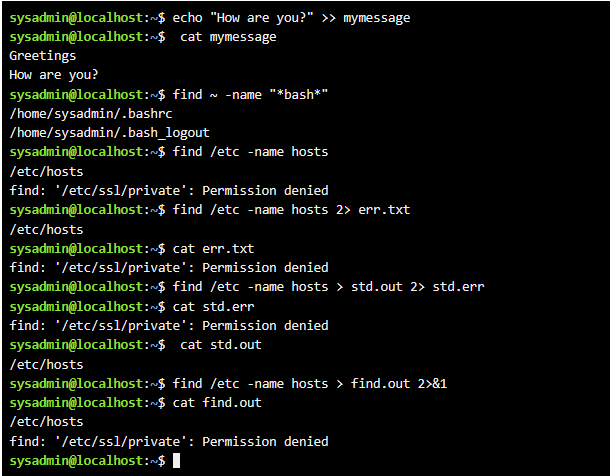 sysadmin@localhost:~$ echo "How are you?" >> mymessage
sysadmin@localhost:~$  cat mymessage
Greetings
How are you?
sysadmin@localhost:~$ find ~ -name "*bash*"
/home/sysadmin/.bashrc
/home/sysadmin/.bash_logout
sysadmin@localhost:~$ find /etc -name hosts
/etc/hosts
find: '/etc/ssl/private': Permission denied
sysadmin@localhost:~$ find /etc -name hosts 2> err.txt
/etc/hosts
sysadmin@localhost:~$ cat err.txt
find: '/etc/ssl/private': Permission denied
sysadmin@localhost:~$ find /etc -name hosts > std.out 2> std.err
sysadmin@localhost:~$ cat std.err
find: '/etc/ssl/private': Permission denied
sysadmin@localhost:~$  cat std.out
/etc/hosts
sysadmin@localhost:~$ find /etc -name hosts > find.out 2>&1
sysadmin@localhost:~$ cat find.out
/etc/hosts
find: '/etc/ssl/private': Permission denied
sysadmin@localhost:~$